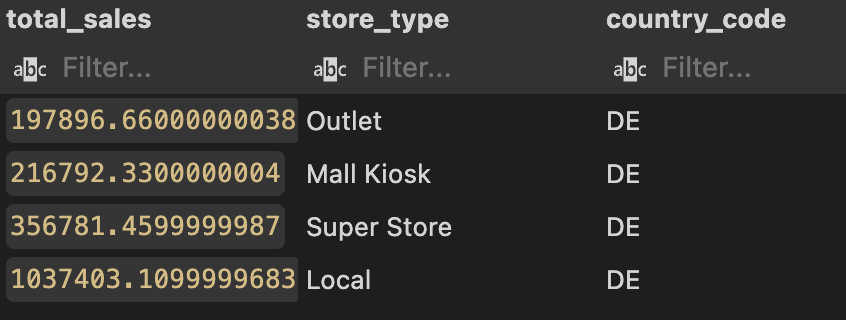 total_sales store_type country_code
abc Filter... abc Filter... abc Filter...
197896.66000000038 Outlet DE
216792.3300000004 Mall Kiosk DE
356781.4599999987 Super Store DE
1037403.1099999683 Local DE